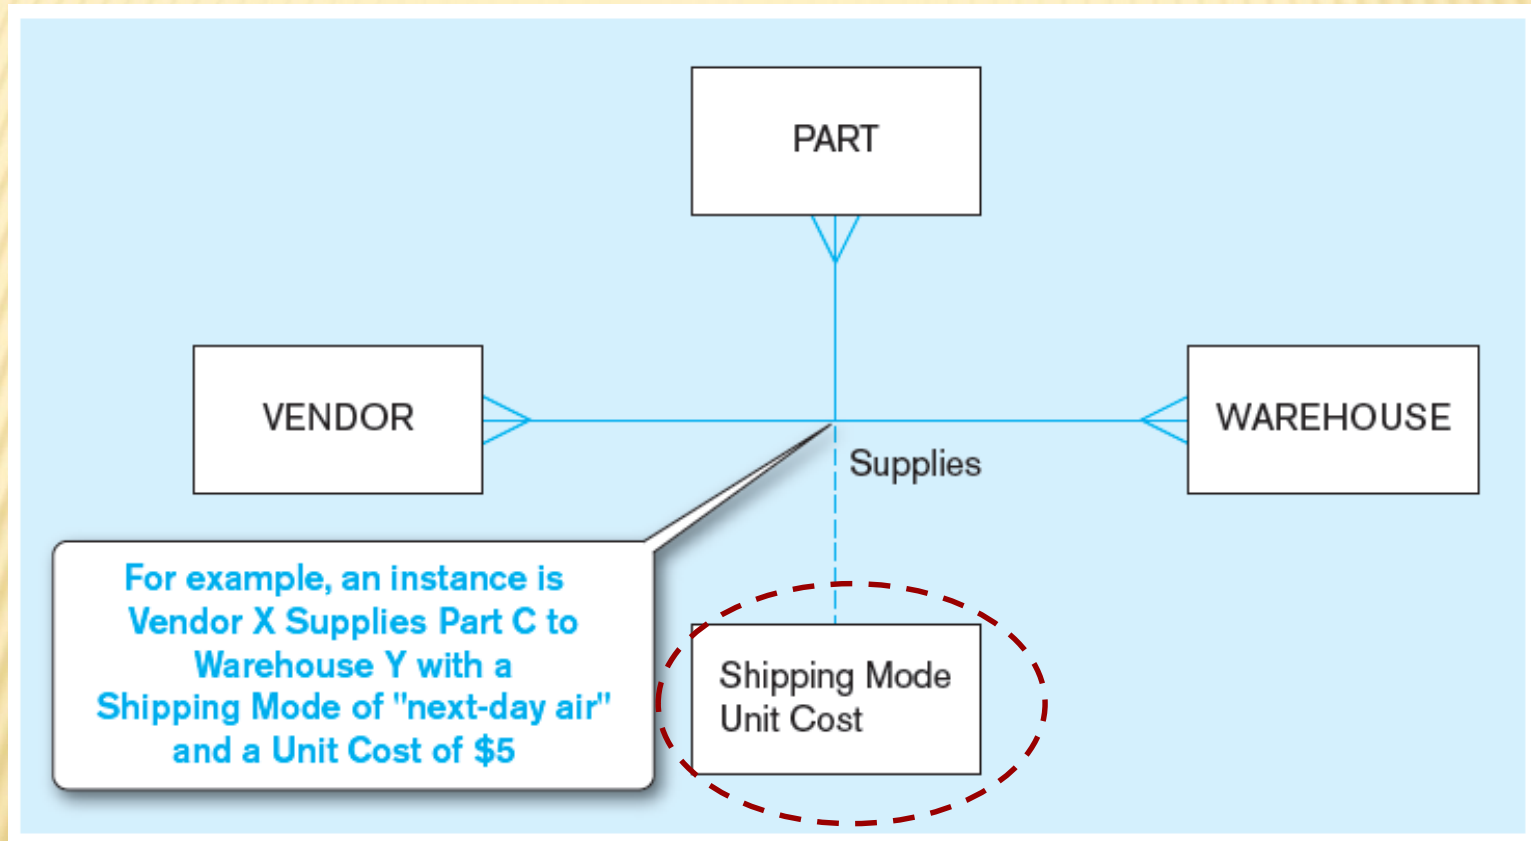 PART
VENDOR
WAREHOUSE
Supplies
For example, an instance is
Vendor X Supplies Part C to
Warehouse Y with a
Shipping Mode of "next-day air"
and a Unit Cost of $5
Shipping Mode
Unit Cost